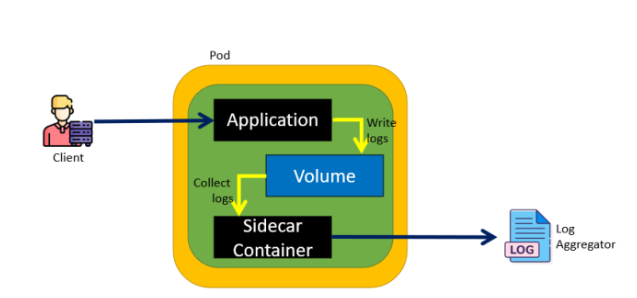 Pod
Application
Write
logs
Client
Volume
Collect
logs
Sidecar
Container
LOG
Log
Aggregator